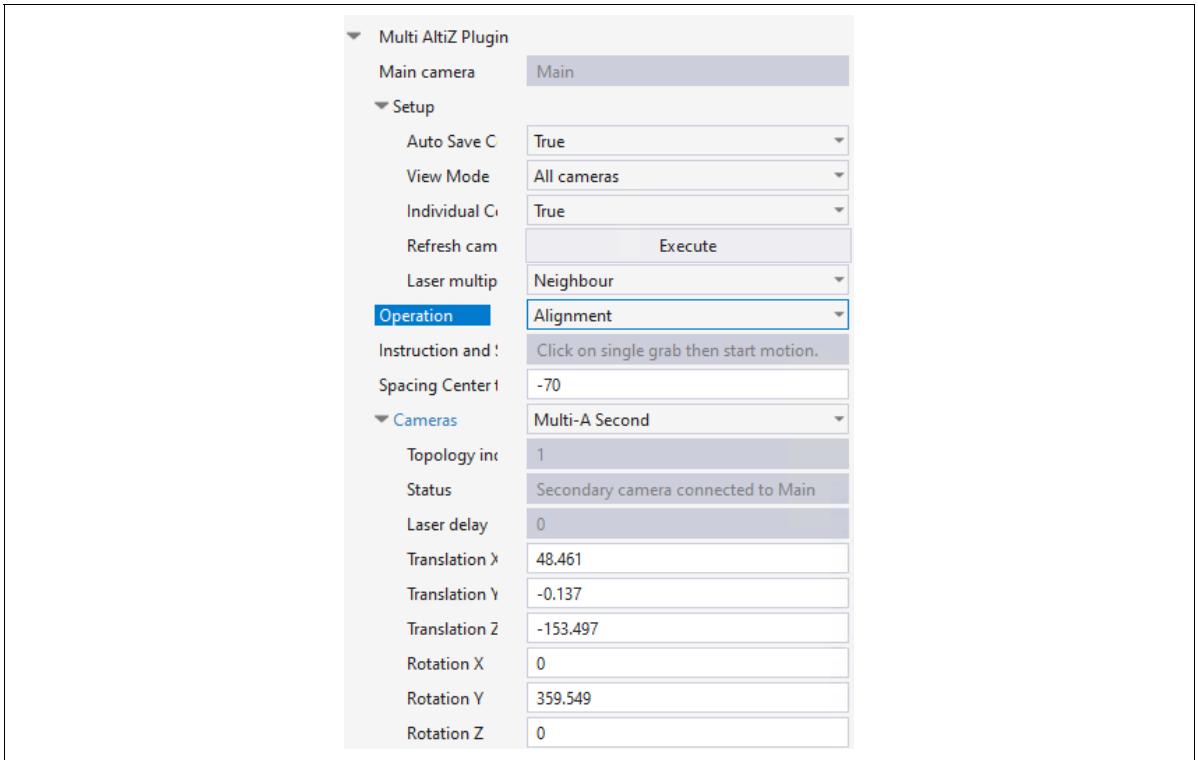 Multi AltiZ Plugin
Main camera Main
Setup
Auto Save C True
View Mode All cameras
Individual C True
Refresh cam Execute
Laser multip Neighbour
Operation Alignment
Instruction and Click on single grab then start motion.
Spacing Center t -70
Cameras Multi-A Second
Topology inc 1
Status Secondary camera connected to Main
Laser delay 0
Translation X 48.461
Translation Y -0.137
Translation Z -153.497
Rotation X 0
Rotation Y 359.549
Rotation Z 0